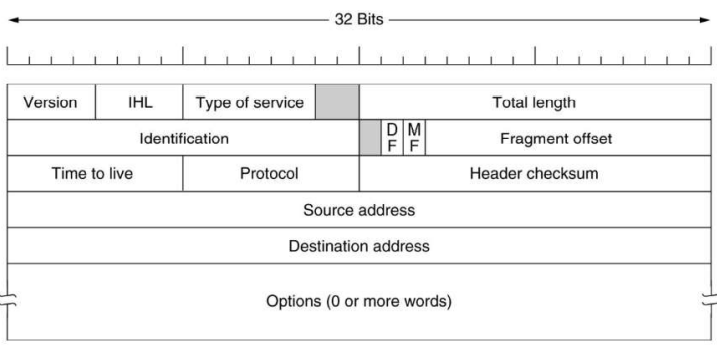 32 Bits
Version IHL Type of service Total length
Identification D F M F Fragment offset
Time to live Protocol Header checksum
Source address
Destination address
Options (0 or more words)